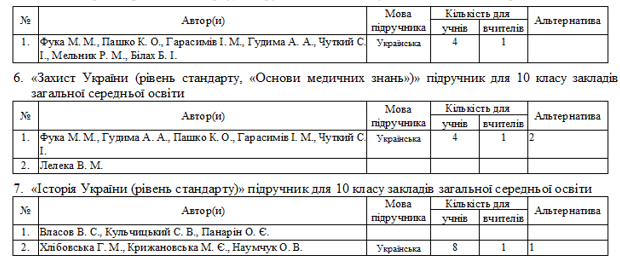 № Автор(и) Мова підручника Кількість для учнів вчителів Альтернатива
1. Фука М. М., Пашко К. О., Гарасимів І. М., Гудима А. А., Чуткий С. І., Мельник Р. М., Білах Б. І. Українська 4 1
6. «Захист України (рівень стандарту, «Основи медичних знань»)» підручник для 10 класу закладів
загальної середньої освіти
№ Автор(и) Мова підручника Кількість для учнів вчителів Альтернатива
1. Фука М. М., Гудима А. А., Пашко К. О., Гарасимів І. М., Чуткий С. І. Українська 4 1 2
2. Лелека В. М.
7. «Історія України (рівень стандарту)» підручник для 10 класу закладів загальної середньої освіти
№ Автор(и) Мова підручника Кількість для учнів вчителів Альтернатива
1. Власов В. С., Кульчицький С. В., Панарін О. Є.
2. Хлібовська Г. М., Крижановська М. Є., Наумчук О. В. Українська 8 1 1